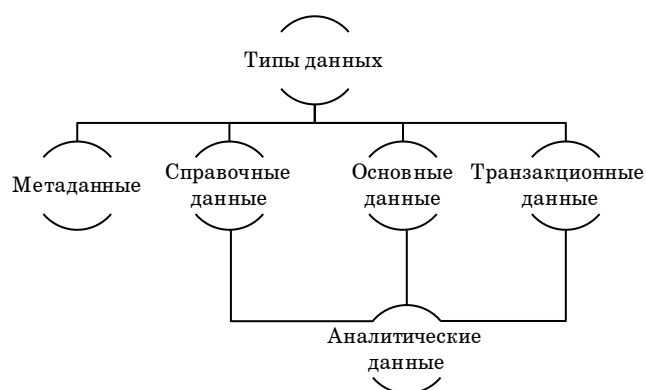 Типы данных
Метаданные
Справочные
данные
Основные
данные
Транзакционные
данные
Аналитические
данные